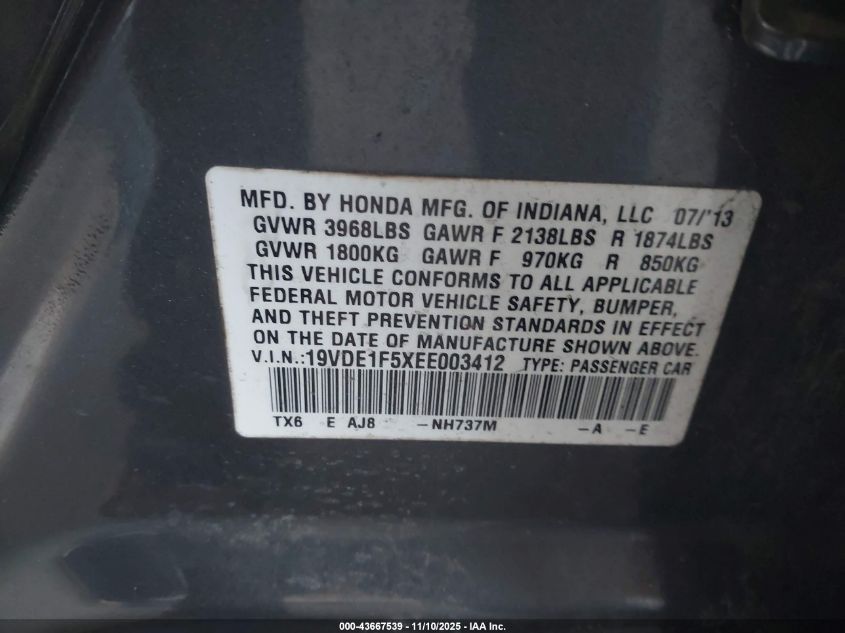 MFD. BY HONDA MFG. OF INDIANA, LLC 07/'13
GVWR 3968LBS GAWR F 2138LBS R 1874LBS
GVWR 1800KG GAWR F 970KG R 850KG
THIS VEHICLE CONFORMS TO ALL APPLICABLE
FEDERAL MOTOR VEHICLE SAFETY, BUMPER,
AND THEFT PREVENTION STANDARDS IN EFFECT
ON THE DATE OF MANUFACTURE SHOWN ABOVE.
V.I.N.:19VDE1F5XEE003412 TYPE: PASSENGER CAR
TX6 E AJ8 -NH737M -A -E
000-43667539 - 11/10/2025 - IAA Inc.